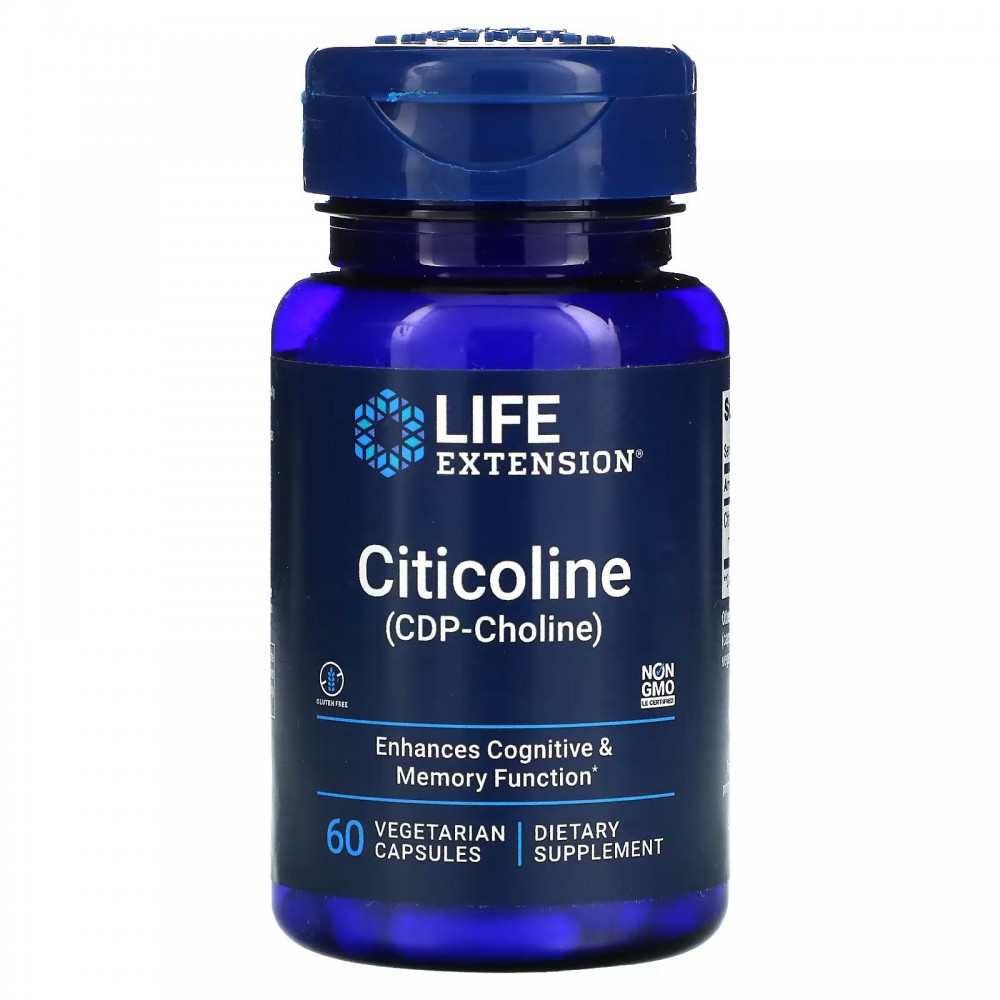 LIFE
EXTENSION®
Citicoline
(CDP-Choline)
GLUTEN FREE
NON
GMO
LE CERTIFIED
Enhances Cognitive &
Memory Function*
60 VEGETARIAN
CAPSULES
DIETARY
SUPPLEMENT